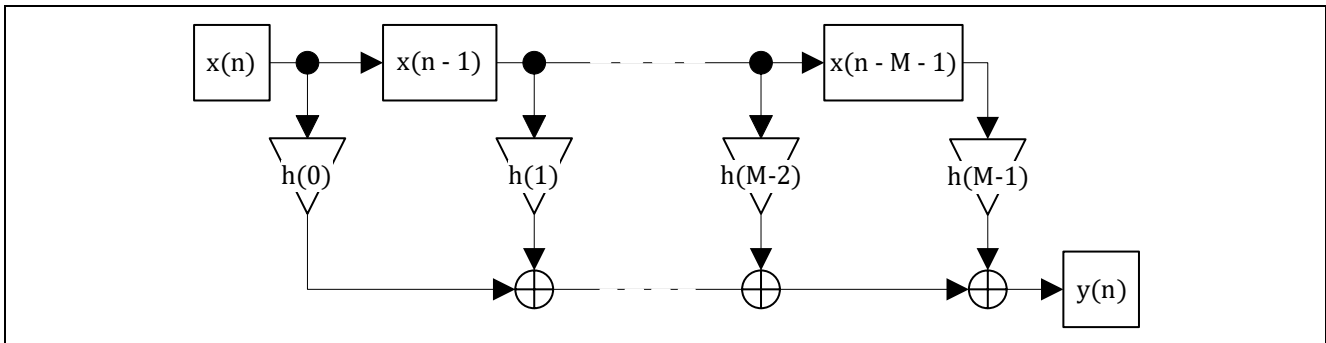 x(n)
x(n - 1)
x(n - M - 1)
h(0)
h(1)
h(M-2)
h(M-1)
y(n)